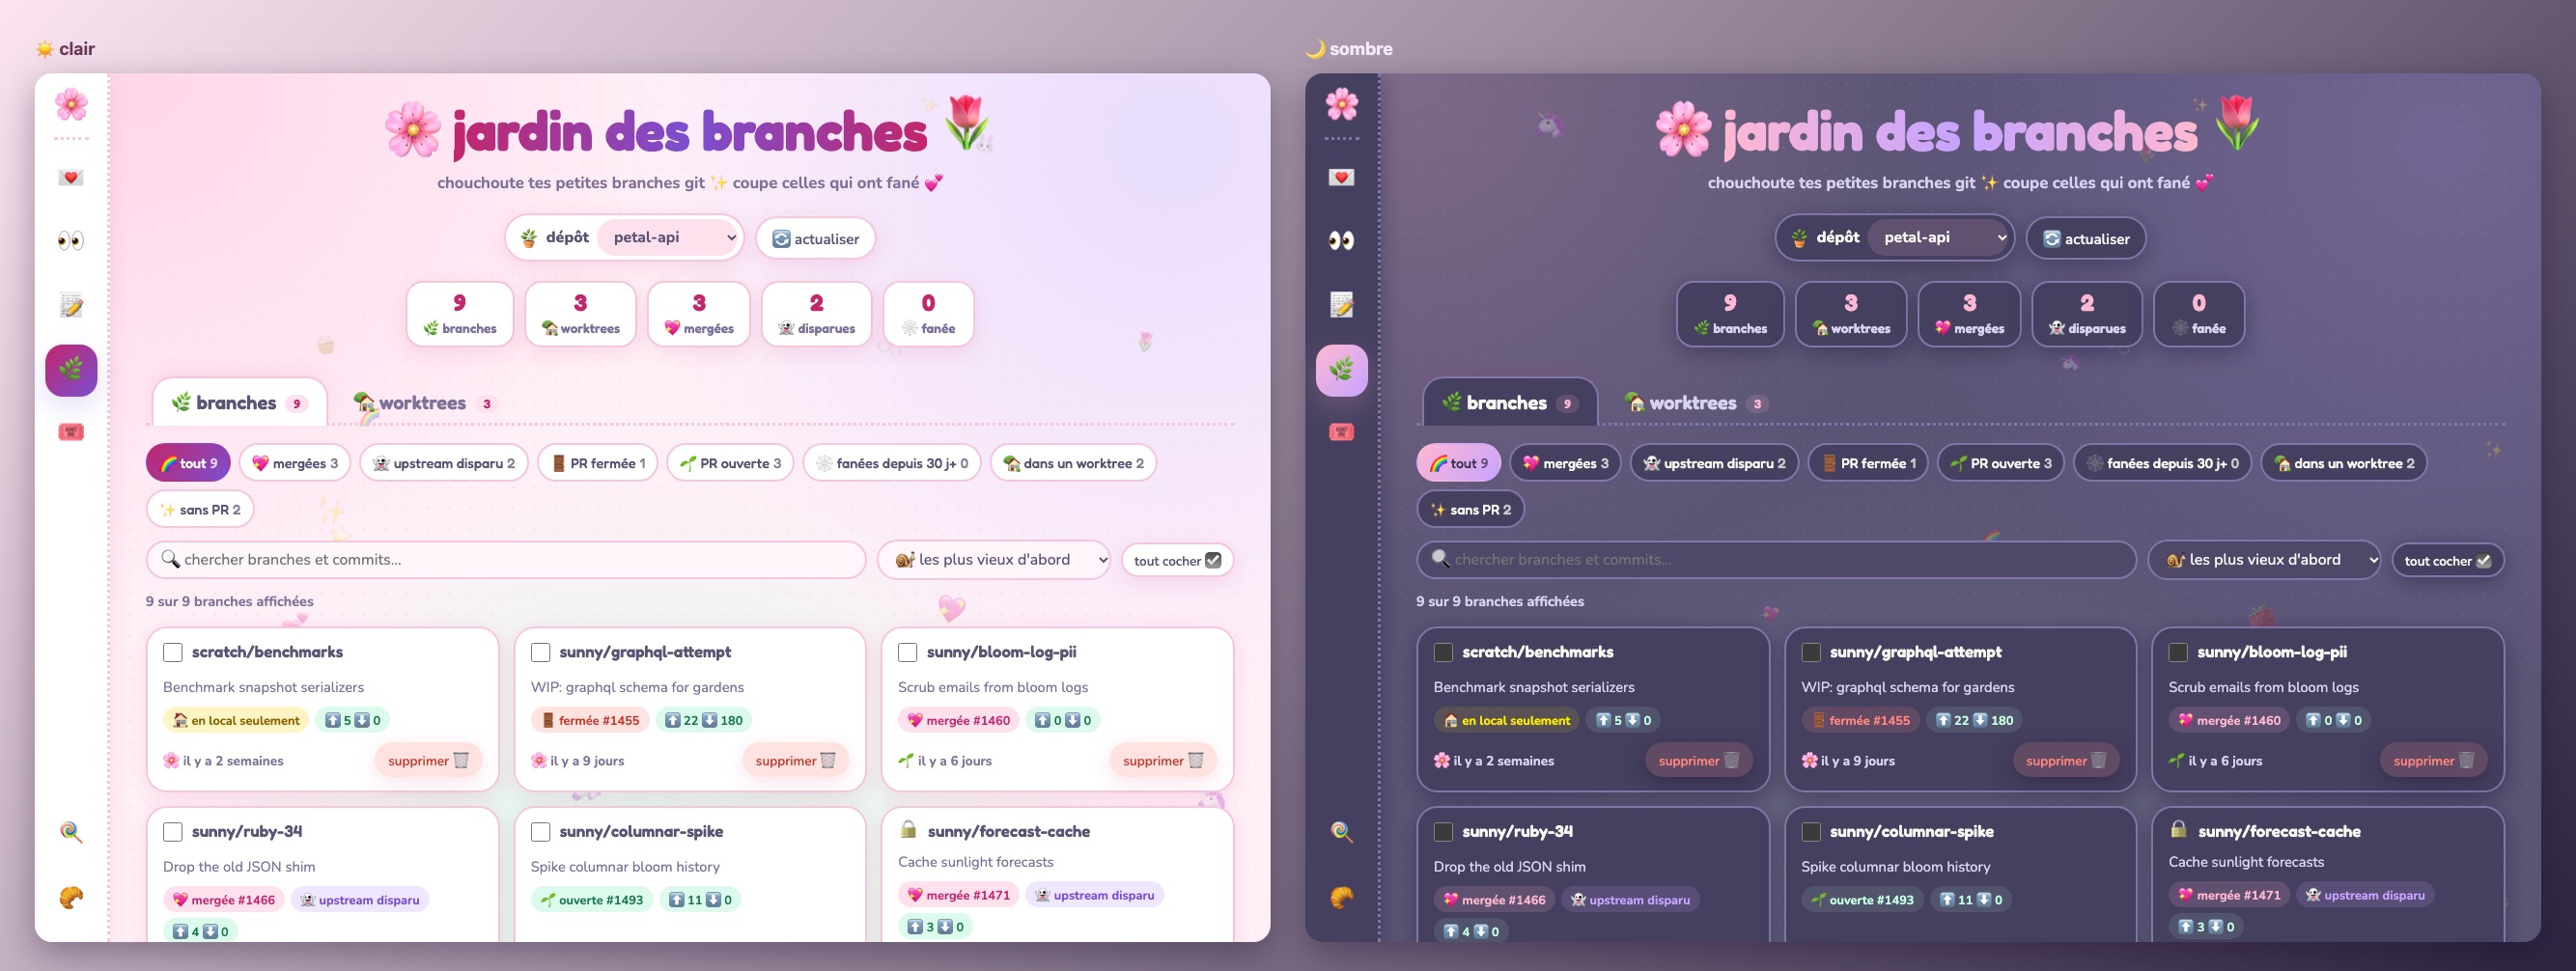 ☀️ clair
🌸 jardin des branches 🌷
chouchoute tes petites branches git ✨ coupe celles qui ont fané 💕
🪴 dépôt petal-api 🔄 actualiser
9 3 3 2 0
🌿 branches 🏡 worktrees 💖 mergées 👻 disparues 🕸️ fanée
🌿 branches 9 🏡 worktrees 3
🌈 tout 9 💖 mergées 3 👻 upstream disparu 2 🚪 PR fermée 1 🌱 PR ouverte 3 🕸️ fanées depuis 30 j+ 0 🏡 dans un worktree 2
✨ sans PR 2
🔍 chercher branches et commits... 🐌 les plus vieux d'abord tout cocher ☑️
9 sur 9 branches affichées
scratch/benchmarks
Benchmark snapshot serializers
🏠 en local seulement ⬆️ 5 ⬇️ 0
🌸 il y a 2 semaines supprimer 🗑️
sunny/graphql-attempt
WIP: graphql schema for gardens
🚪 fermée #1455 ⬆️ 22 ⬇️ 180
🌸 il y a 9 jours supprimer 🗑️
sunny/bloom-log-pii
Scrub emails from bloom logs
💖 mergée #1460 ⬆️ 0 ⬇️ 0
🌱 il y a 6 jours supprimer 🗑️
sunny/ruby-34
Drop the old JSON shim
💖 mergée #1466 👻 upstream disparu
⬆️ 4 ⬇️ 0
sunny/columnar-spike
Spike columnar bloom history
🌱 ouverte #1493 ⬆️ 11 ⬇️ 0
🔒 sunny/forecast-cache
Cache sunlight forecasts
💖 mergée #1471 👻 upstream disparu
⬆️ 3 ⬇️ 0
🌙 sombre
🌸 jardin des branches 🌷
chouchoute tes petites branches git ✨ coupe celles qui ont fané 💕
🪴 dépôt petal-api 🔄 actualiser
9 3 3 2 0
🌿 branches 🏡 worktrees 💖 mergées 👻 disparues 🕸️ fanée
🌿 branches 9 🏡 worktrees 3
🌈 tout 9 💖 mergées 3 👻 upstream disparu 2 🚪 PR fermée 1 🌱 PR ouverte 3 🕸️ fanées depuis 30 j+ 0 🏡 dans un worktree 2
✨ sans PR 2
🔍 chercher branches et commits... 🐌 les plus vieux d'abord tout cocher ☑️
9 sur 9 branches affichées
scratch/benchmarks
Benchmark snapshot serializers
🏠 en local seulement ⬆️ 5 ⬇️ 0
🌸 il y a 2 semaines supprimer 🗑️
sunny/graphql-attempt
WIP: graphql schema for gardens
🚪 fermée #1455 ⬆️ 22 ⬇️ 180
🌸 il y a 9 jours supprimer 🗑️
sunny/bloom-log-pii
Scrub emails from bloom logs
💖 mergée #1460 ⬆️ 0 ⬇️ 0
🌱 il y a 6 jours supprimer 🗑️
sunny/ruby-34
Drop the old JSON shim
💖 mergée #1466 👻 upstream disparu
⬆️ 4 ⬇️ 0
sunny/columnar-spike
Spike columnar bloom history
🌱 ouverte #1493 ⬆️ 11 ⬇️ 0
🔒 sunny/forecast-cache
Cache sunlight forecasts
💖 mergée #1471 👻 upstream disparu
⬆️ 3 ⬇️ 0